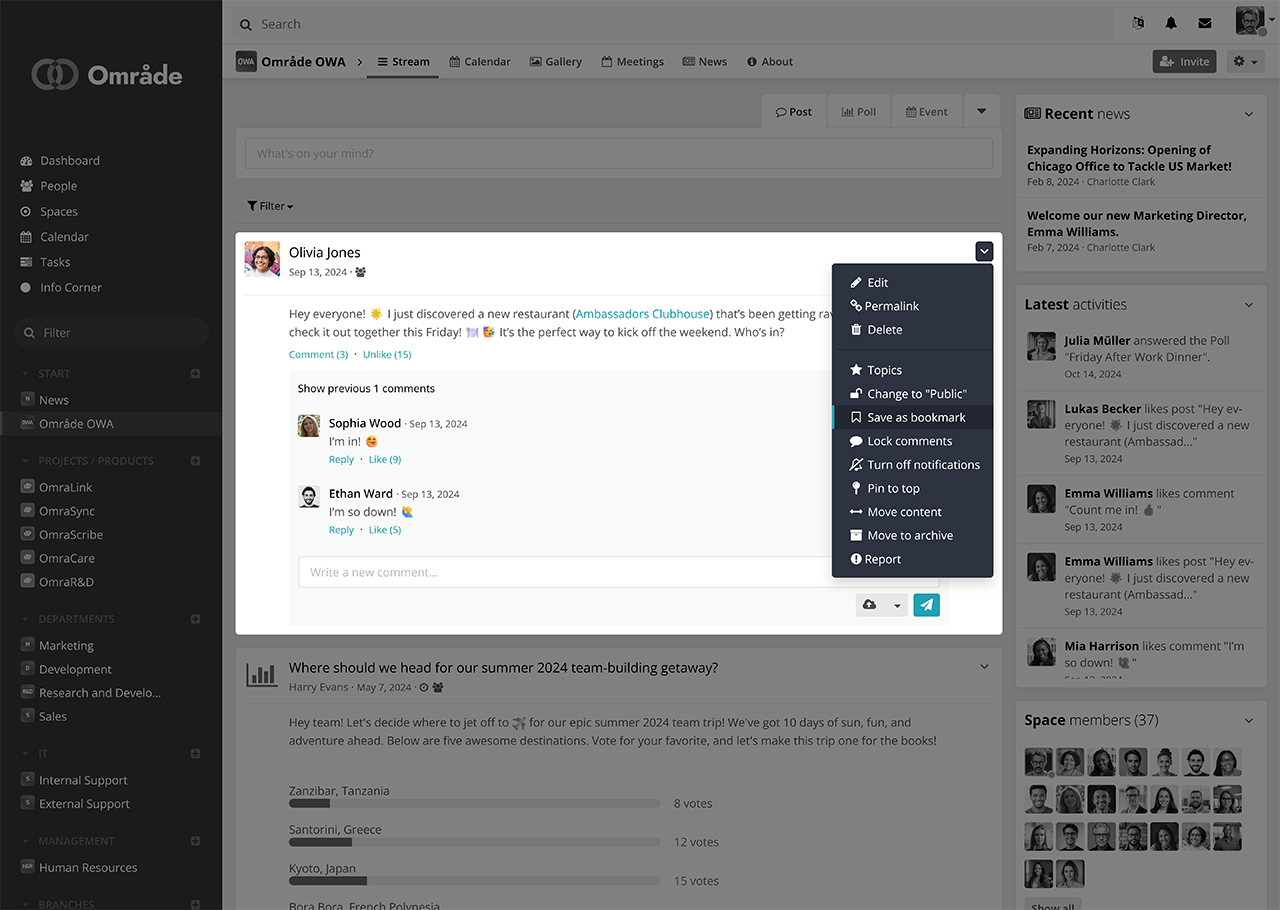 Område
Dashboard
People
Spaces
Calendar
Tasks
Info Corner
Filter
START
N News
OWA Område OWA
PROJECTS / PRODUCTS
OmraLink
OmraSync
OmraScribe
OmraCare
OmraR&D
DEPARTMENTS
M Marketing
D Development
R&D Research and Develo...
S Sales
IT
S Internal Support
S External Support
MANAGEMENT
H&R Human Resources
BRANCHES
Search
OWA Område OWA
Stream
Calendar
Gallery
Meetings
News
About
Invite
Post
Poll
Event
What's on your mind?
Filter
Olivia Jones
Sep 13, 2024 ·
Hey everyone! ☀️ I just discovered a new restaurant (Ambassadors Clubhouse) that's been getting rav
check it out together this Friday! 🍽️ 🎉 It's the perfect way to kick off the weekend. Who's in?
Comment (3) · Unlike (15)
Show previous 1 comments
Sophia Wood · Sep 13, 2024
I'm in! 😊
Reply · Like (9)
Ethan Ward · Sep 13, 2024
I'm so down! 🙋
Reply · Like (5)
Write a new comment...
Edit
Permalink
Delete
Topics
Change to "Public"
Save as bookmark
Lock comments
Turn off notifications
Pin to top
Move content
Move to archive
Report
Where should we head for our summer 2024 team-building getaway?
Harry Evans · May 7, 2024 ·
Hey team! Let's decide where to jet off to ✈️ for our epic summer 2024 team trip! We've got 10 days of sun, fun, and
adventure ahead. Below are five awesome destinations. Vote for your favorite, and let's make this trip one for the books!
Zanzibar, Tanzania
8 votes
Santorini, Greece
12 votes
Kyoto, Japan
15 votes
Bora Bora, French Polynesia
Recent news
Expanding Horizons: Opening of
Chicago Office to Tackle US Market!
Feb 8, 2024 · Charlotte Clark
Welcome our new Marketing Director,
Emma Williams.
Feb 7, 2024 · Charlotte Clark
Latest activities
Julia Müller answered the Poll
"Friday After Work Dinner".
Oct 14, 2024
Lukas Becker likes post "Hey ev-
eryone! ☀️ I just discovered a new
restaurant (Ambassad..."
Sep 13, 2024
Emma Williams likes comment
"Count me in! 👍"
Sep 13, 2024
Emma Williams likes post "Hey ev-
eryone! ☀️ I just discovered a new
restaurant (Ambassad..."
Sep 13, 2024
Mia Harrison likes comment "I'm
so down! 🙋"
Sep 13, 2024
Space members (37)
Show all